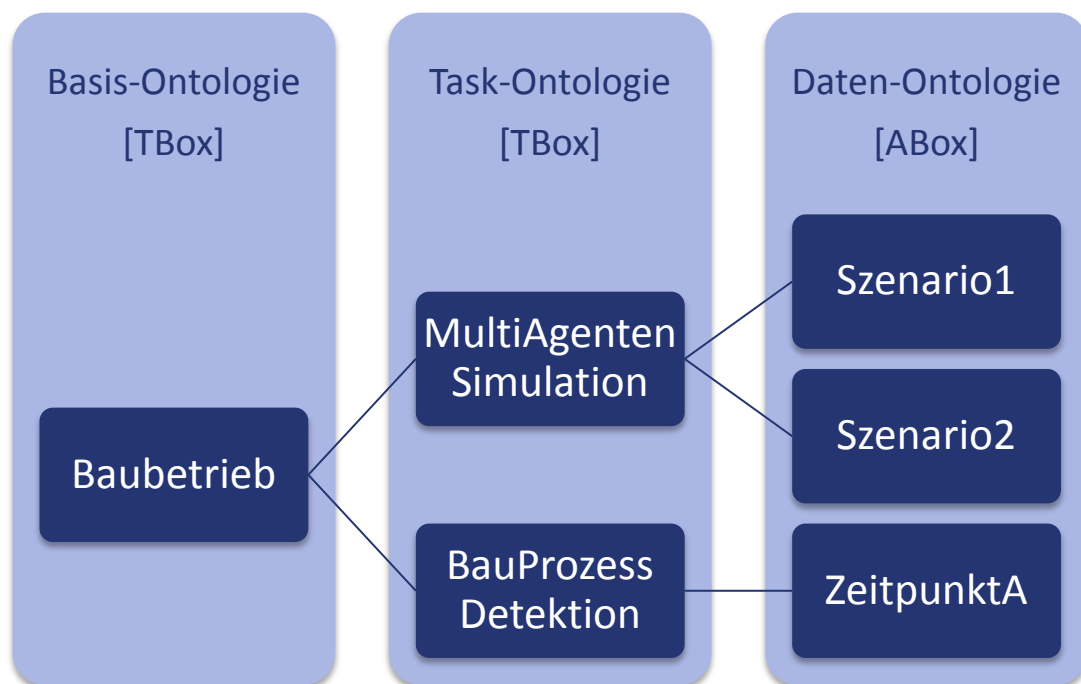 Basis-Ontologie
[TBox]
Task-Ontologie
[TBox]
Daten-Ontologie
[ABox]
Baubetrieb
MultiAgenten
Simulation
BauProzess
Detektion
Szenario1
Szenario2
ZeitpunktA